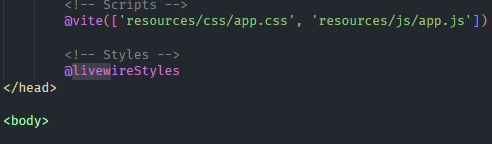 <!-- Scripts -->
@vite(['resources/css/app.css', 'resources/js/app.js'])
<!-- Styles -->
@livewireStyles
</head>
<body>